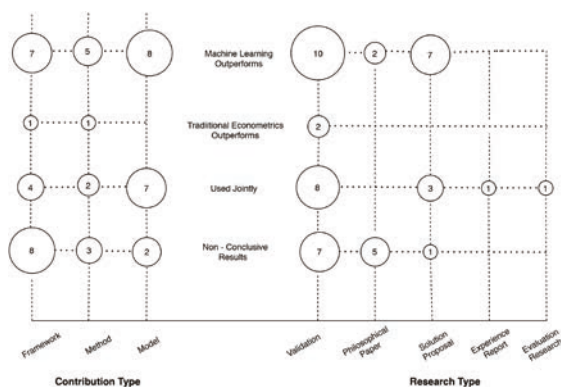 7 5 8 Machine Learning 10 2 7
Outperforms
1 1 Traditional Econometrics 2
Outperforms
4 2 7 Used Jointly 8 3 1 1
8 3 2 Non - Conclusive 7 5 1
Results
Framework
Method
Model
Validation
Philosophical
Paper
Solution
Proposal
Experience
Report
Evaluation
Research
Contribution Type
Research Type